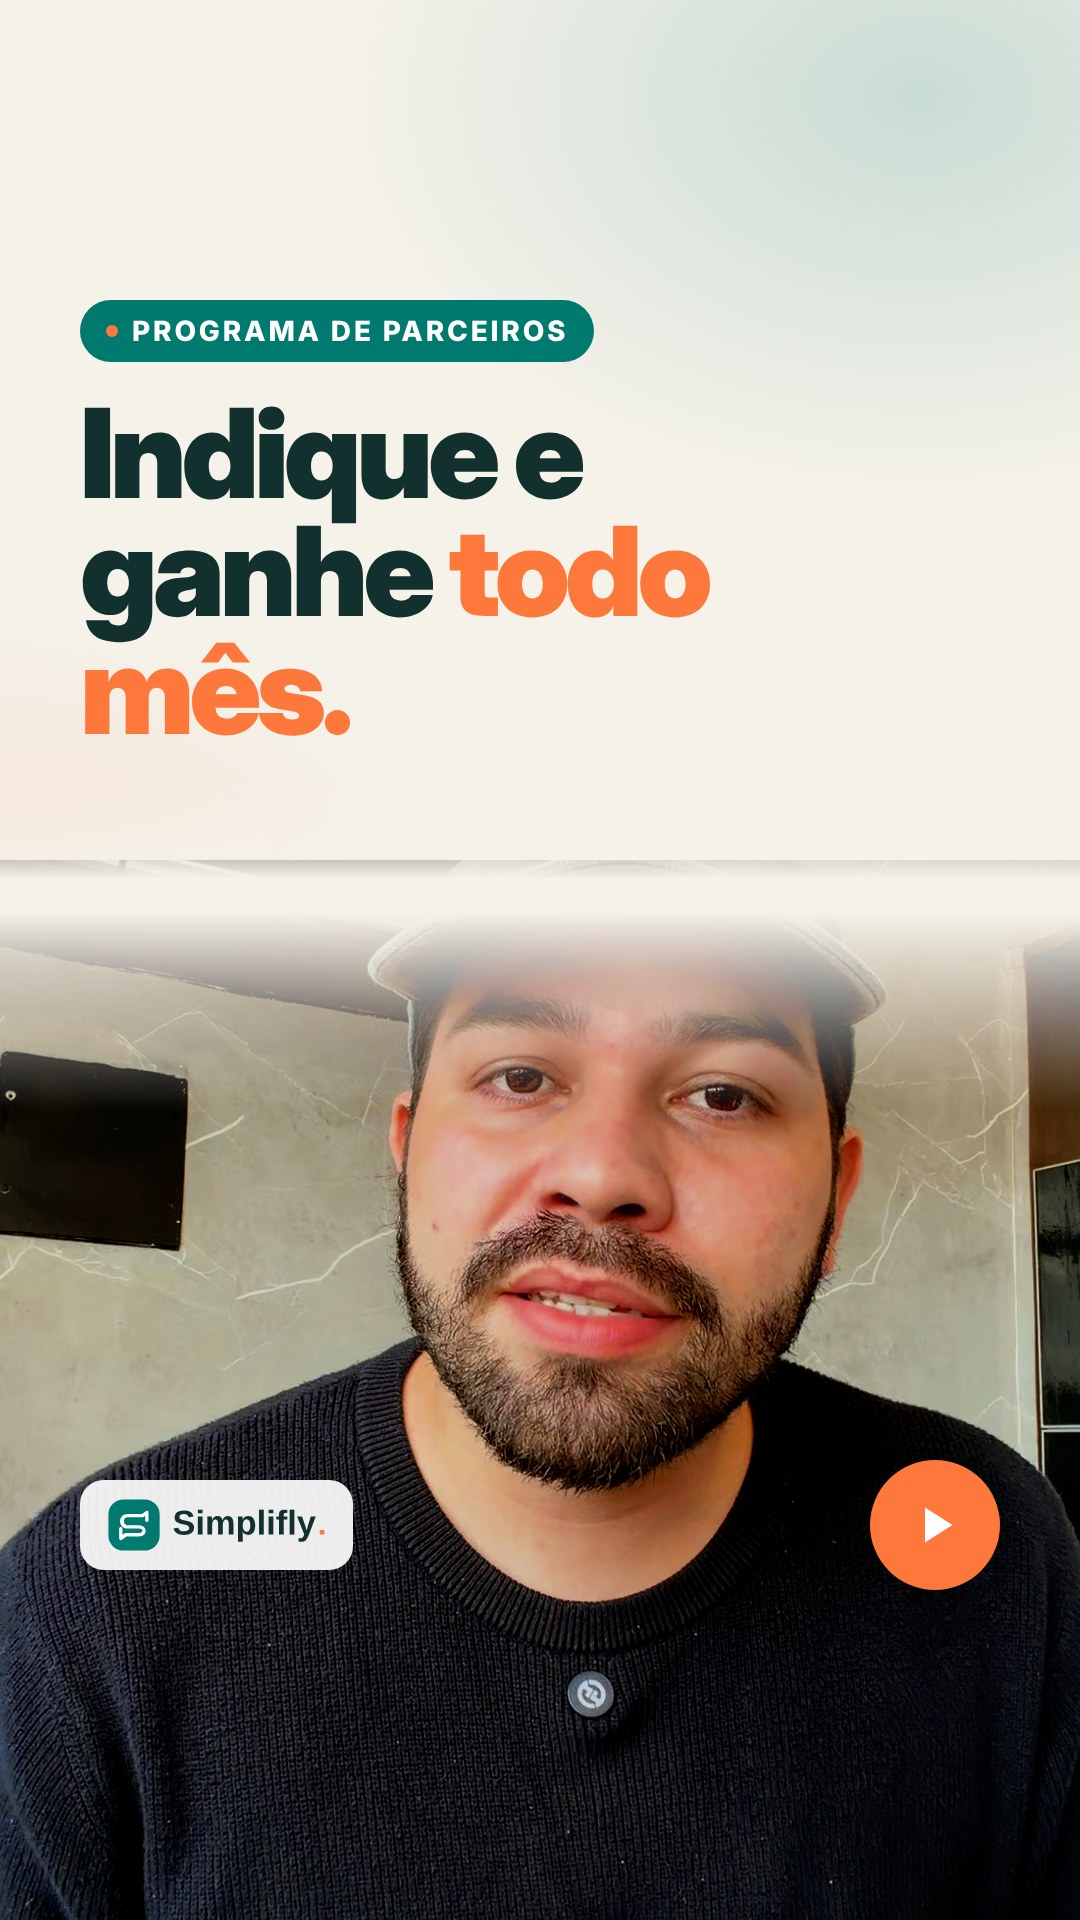 PROGRAMA DE PARCEIROS
Indique e
ganhe todo
mês.
Simplifly.